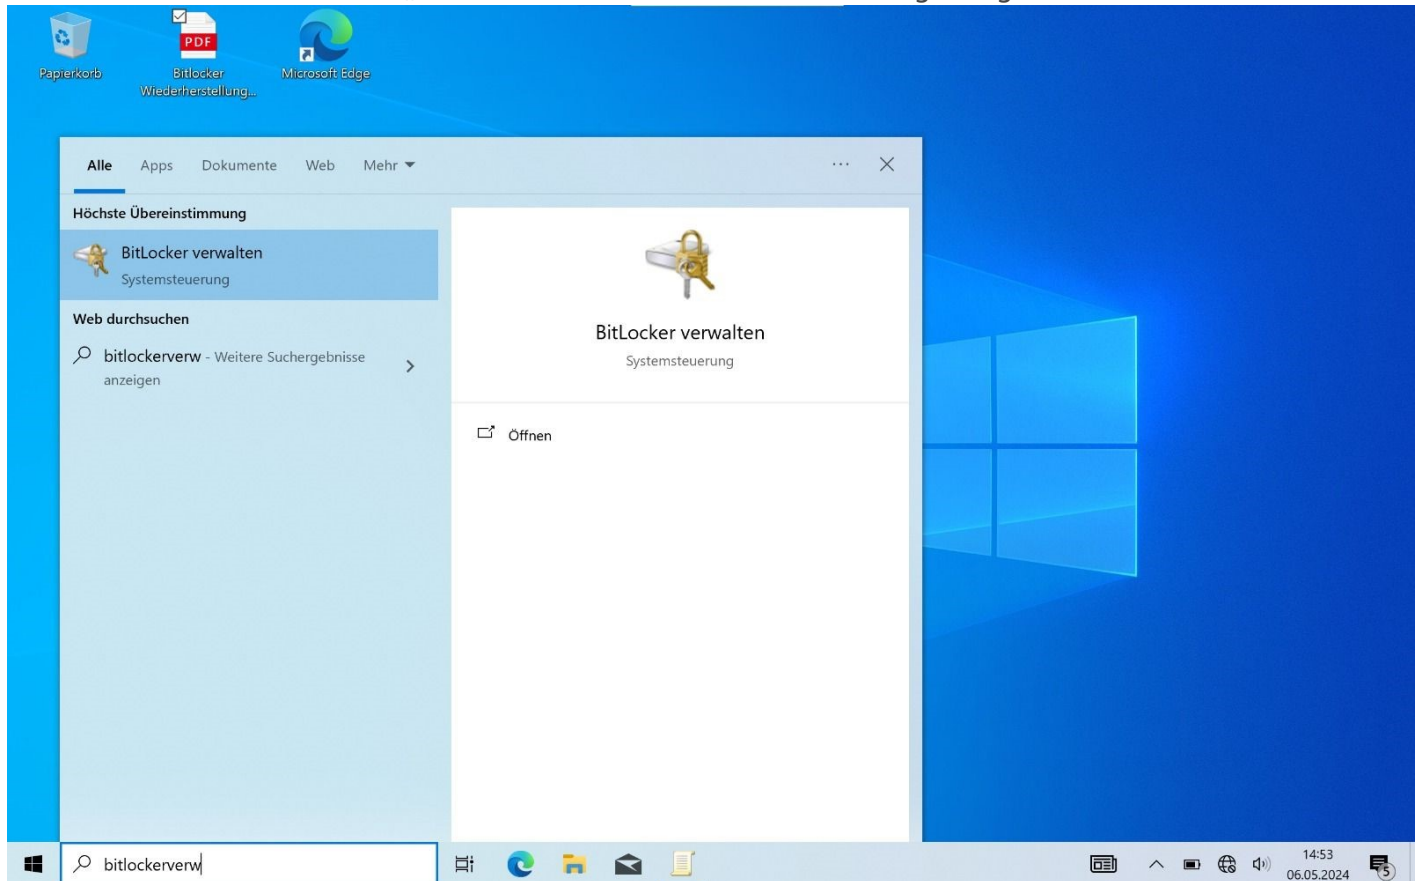 PDF
Papierkorb
Bitlocker
Wiederherstellung...
Microsoft Edge
Alle Apps Dokumente Web Mehr
Höchste Übereinstimmung
BitLocker verwalten
Systemsteuerung
Web durchsuchen
bitlockerverw - Weitere Suchergebnisse
anzeigen
BitLocker verwalten
Systemsteuerung
Öffnen
bitlockerverw
14:53
06.05.2024
5